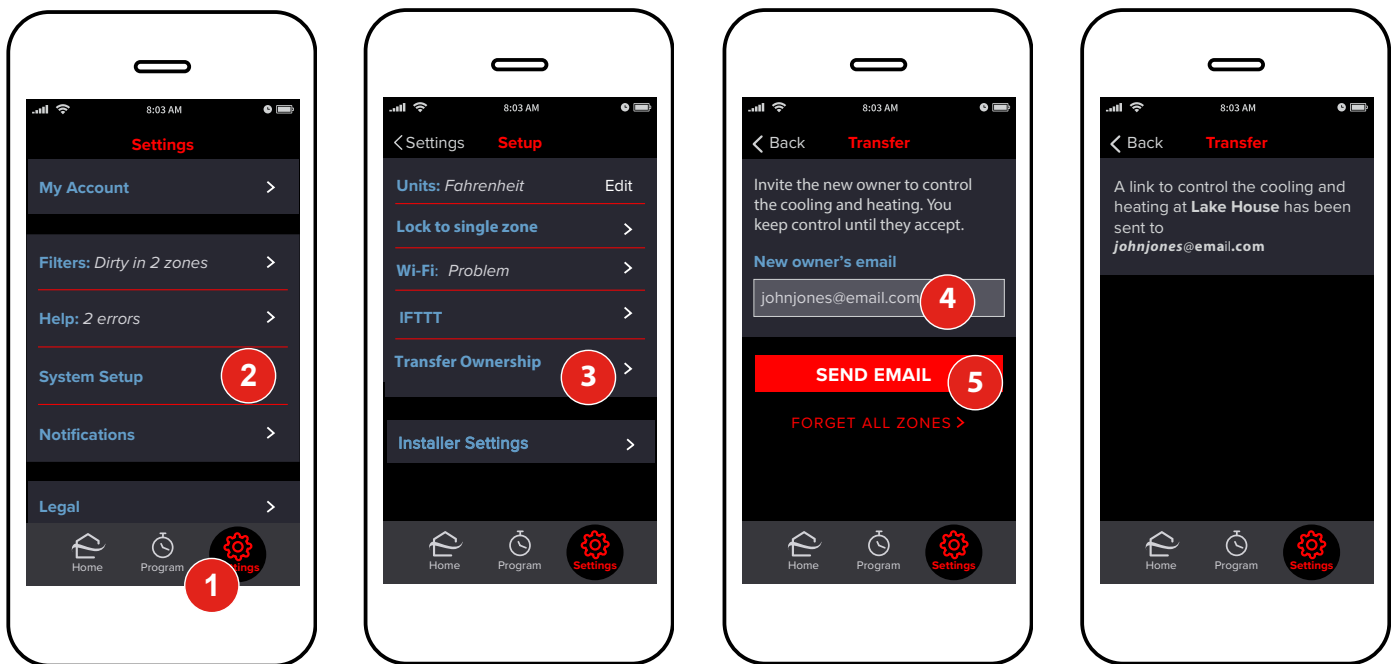 8:03 AM
Settings
My Account
Filters: Dirty in 2 zones
Help: 2 errors
System Setup
2
Notifications
Legal
Home
Program
ings
1
8:03 AM
Settings
Setup
Units: Fahrenheit
Edit
Lock to single zone
Wi-Fi: Problem
IFTTT
Transfer Ownership
3
Installer Settings
Home
Program
Settings
8:03 AM
Back
Transfer
Invite the new owner to control
the cooling and heating. You
keep control until they accept.
New owner's email
johnjones@email.com
4
SEND EMAIL
5
FORGET ALL ZONES
Home
Program
Settings
8:03 AM
Back
Transfer
A link to control the cooling and
heating at Lake House has been
sent to
johnjones@email.com
Home
Program
Settings